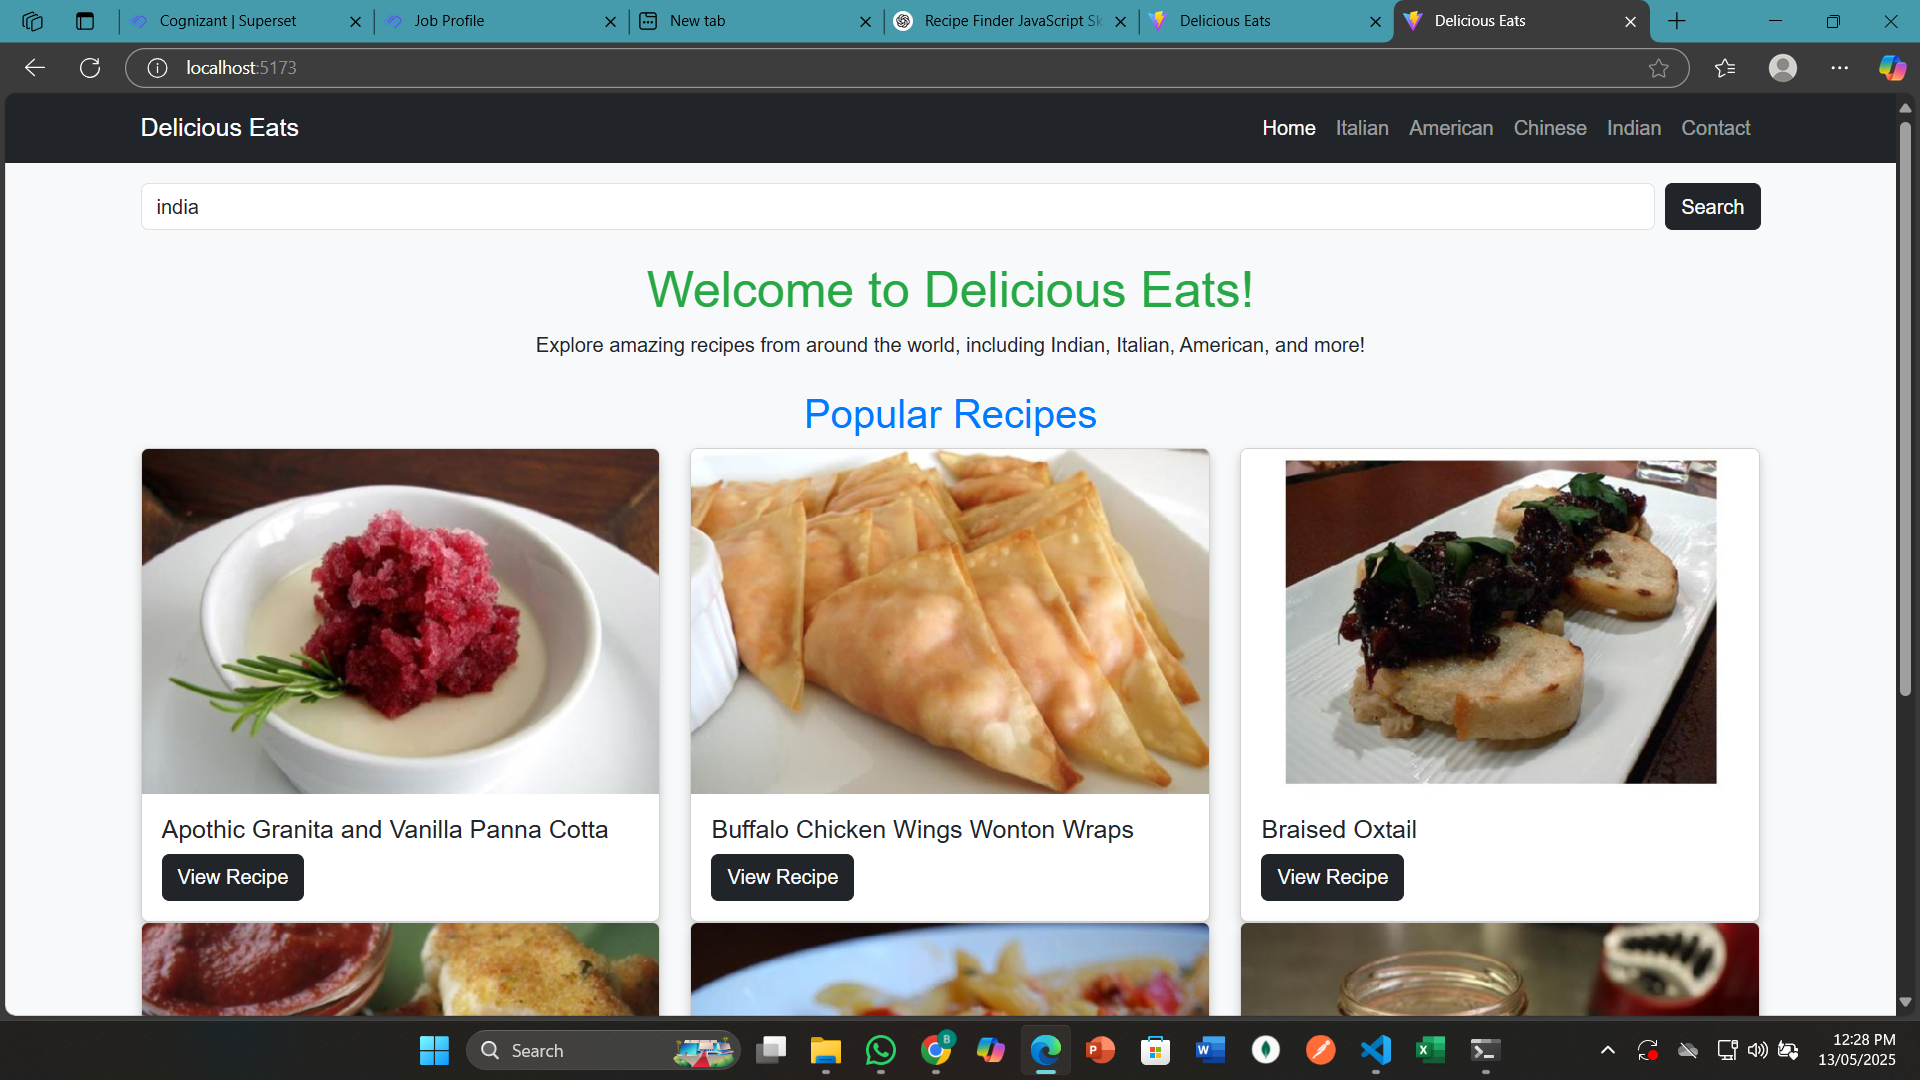 Cognizant | Superset
Job Profile
New tab
Recipe Finder JavaScript Sk
Delicious Eats
Delicious Eats
localhost:5173
Delicious Eats
Home Italian American Chinese Indian Contact
india
Search
Welcome to Delicious Eats!
Explore amazing recipes from around the world, including Indian, Italian, American, and more!
Popular Recipes
Apothic Granita and Vanilla Panna Cotta
View Recipe
Buffalo Chicken Wings Wonton Wraps
View Recipe
Braised Oxtail
View Recipe
Search
B
P
W
X
12:28 PM
13/05/2025